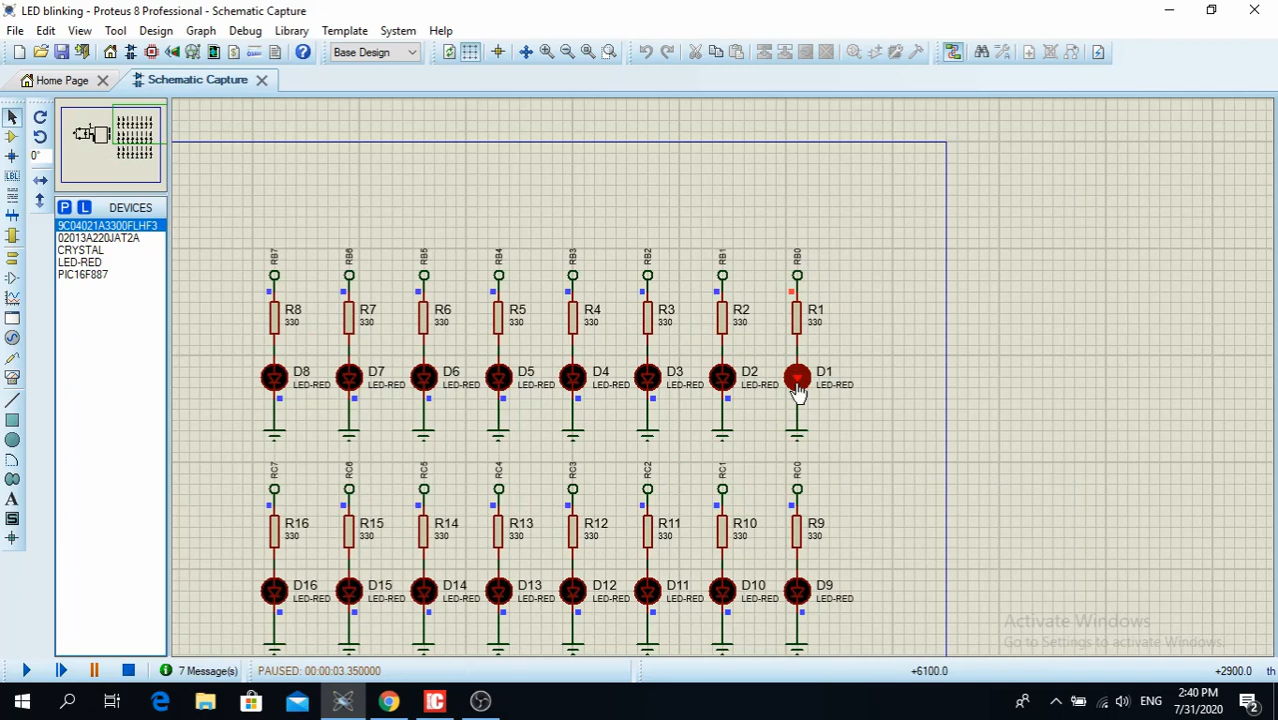 LED blinking - Proteus 8 Professional - Schematic Capture
File Edit View Tool Design Graph Debug Library Template System Help
Base Design
Home Page
Schematic Capture
0°
P L DEVICES
9C04021A3300FLHF3
02013A220JAT2A
CRYSTAL
LED-RED
PIC16F887
LBL
A
RB7 RB6 RB5 RB4 RB3 RB2 RB1 RB0
R8 R7 R6 R5 R4 R3 R2 R1
330 330 330 330 330 330 330 330
D8 D7 D6 D5 D4 D3 D2 D1
LED-RED LED-RED LED-RED LED-RED LED-RED LED-RED LED-RED LED-RED
RC7 RC6 RC5 RC4 RC3 RC2 RC1 RC0
R16 R15 R14 R13 R12 R11 R10 R9
330 330 330 330 330 330 330 330
D16 D15 D14 D13 D12 D11 D10 D9
LED-RED LED-RED LED-RED LED-RED LED-RED LED-RED LED-RED LED-RED
Activate Windows
Go to Settings to activate Windows.
7 Message(s)
PAUSED: 00:00:03.350000
+6100.0
+2900.0
th
ENG
2:40 PM
7/31/2020
2